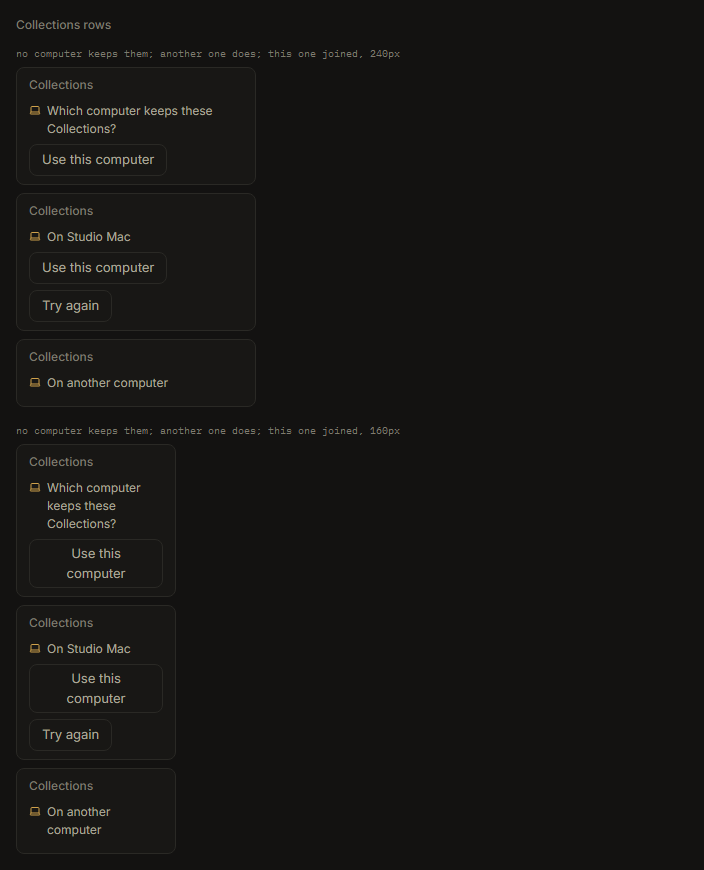 Collections rows
no computer keeps them; another one does; this one joined, 240px
Collections
Which computer keeps these
Collections?
Use this computer
Collections
On Studio Mac
Use this computer
Try again
Collections
On another computer
no computer keeps them; another one does; this one joined, 160px
Collections
Which computer
keeps these
Collections?
Use this
computer
Collections
On Studio Mac
Use this
computer
Try again
Collections
On another
computer